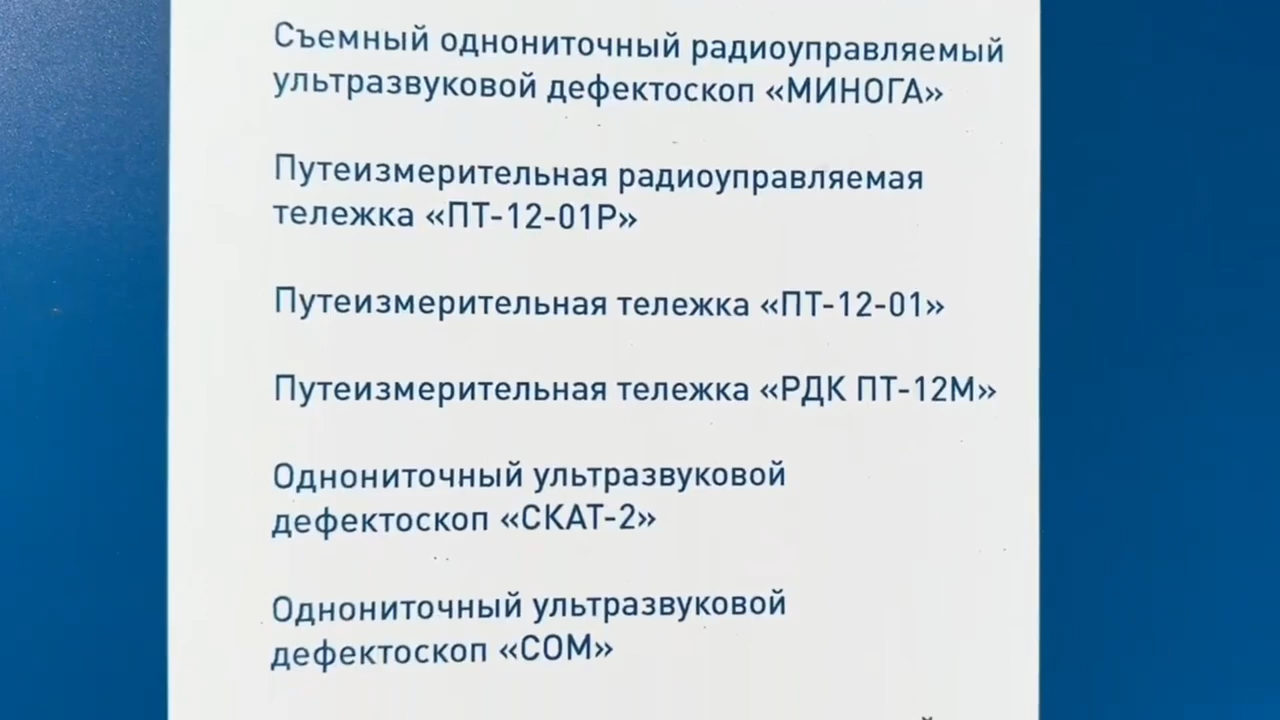 Съемный однониточный радиоуправляемый
ультразвуковой дефектоскоп «МИНОГА»
Путеизмерительная радиоуправляемая
тележка «ПТ-12-01Р»
Путеизмерительная тележка «ПТ-12-01»
Путеизмерительная тележка «РДК ПТ-12М»
Однониточный ультразвуковой
дефектоскоп «СКАТ-2»
Однониточный ультразвуковой
дефектоскоп «СОМ»